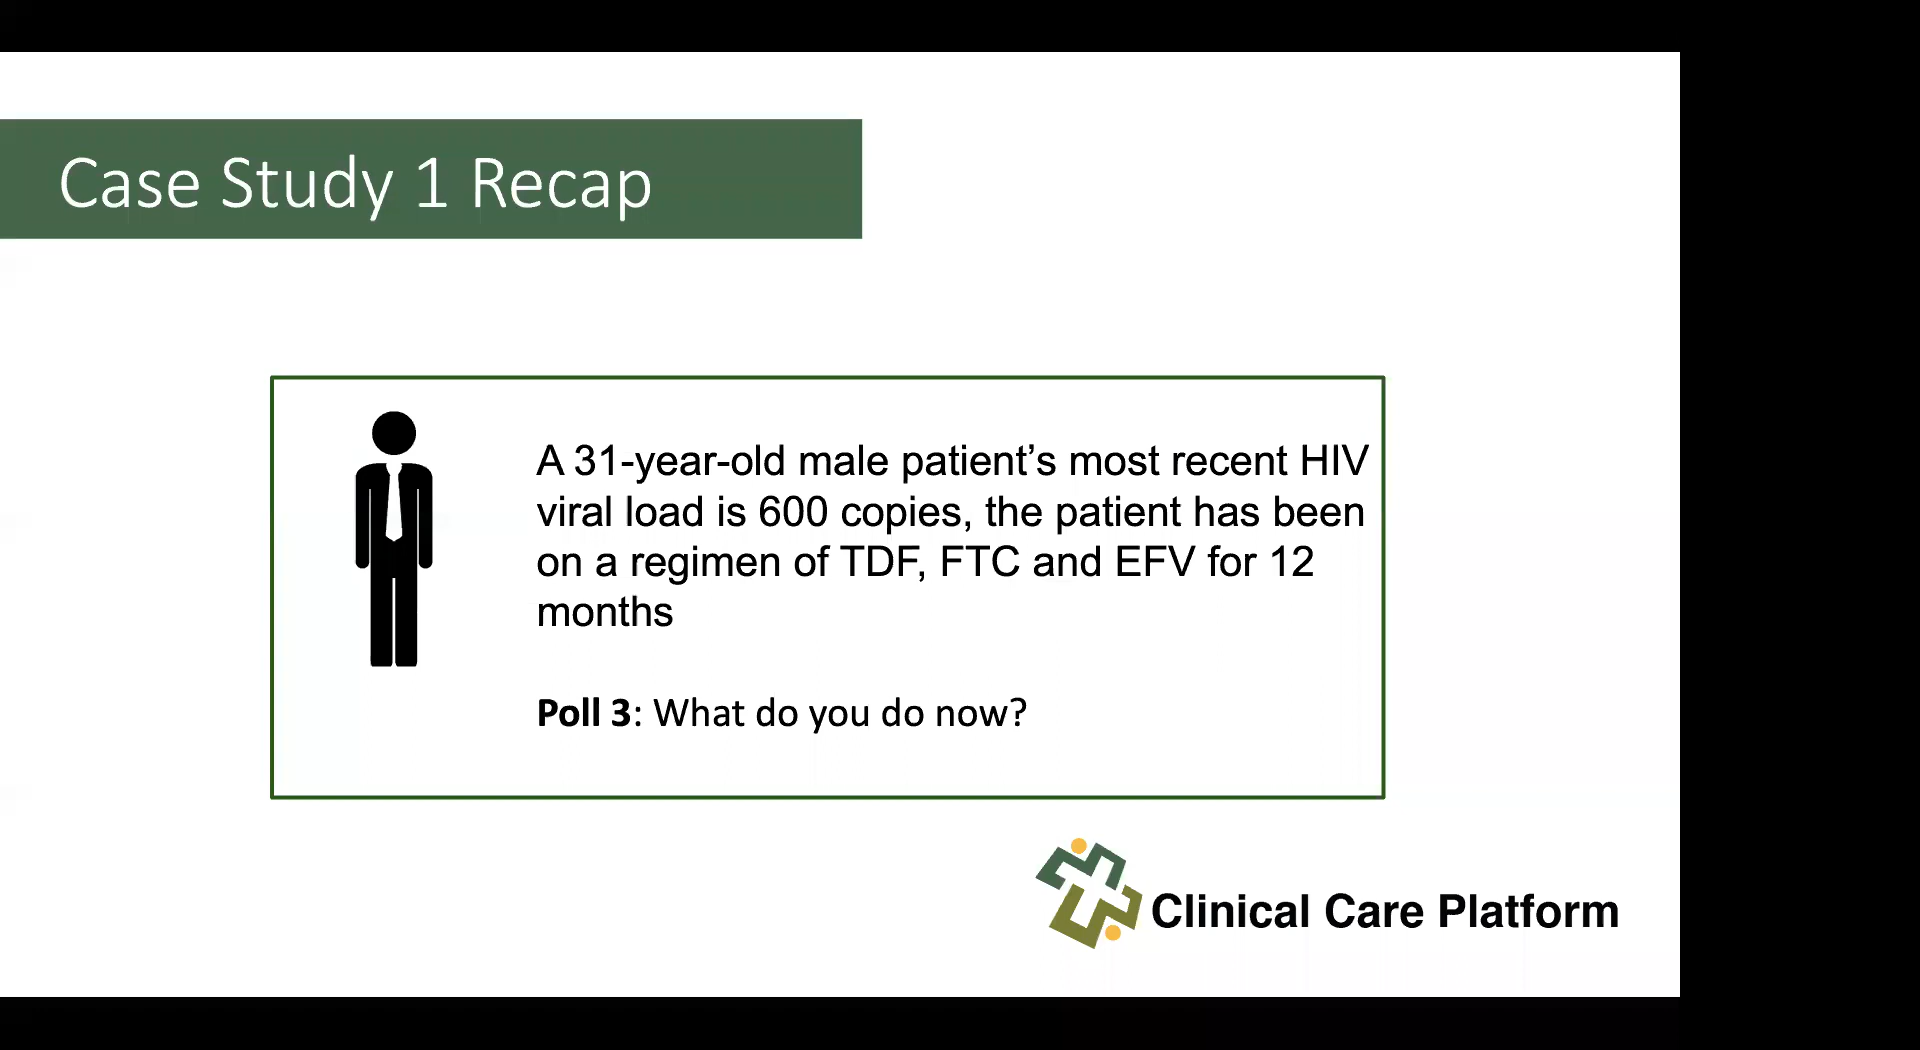 Case Study 1 Recap
A 31-year-old male patient’s most recent HIV
viral load is 600 copies, the patient has been
on a regimen of TDF, FTC and EFV for 12
months
Poll 3: What do you do now?
Clinical Care Platform